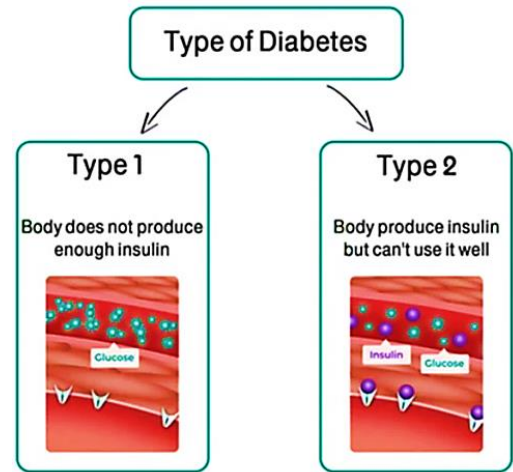 Type of Diabetes
Type 1
Body does not produce
enough insulin
Glucose
Type 2
Body produce insulin
but can't use it well
Insulin
Glucose